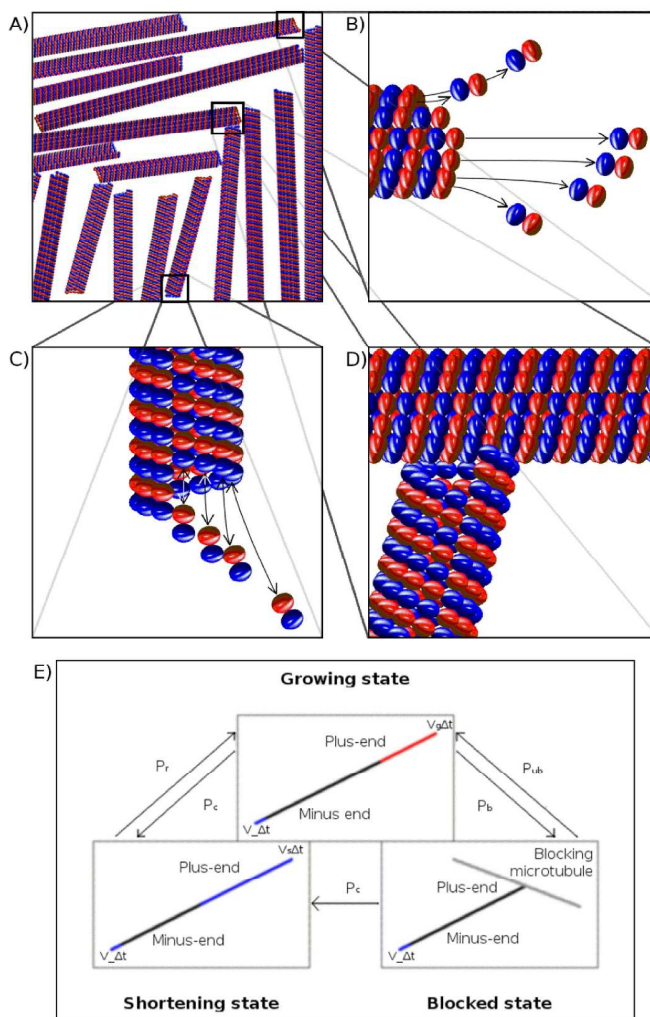 A)
B)
C)
D)
E)
Growing state
VgΔt
Plus-end
Minus end
V_Δt
Pr
Pc
Pub
Pb
VsΔt
Plus-end
Minus-end
V_Δt
Pc
Blocking
microtubule
Plus-end
Minus-end
V_Δt
Shortening state
Blocked state